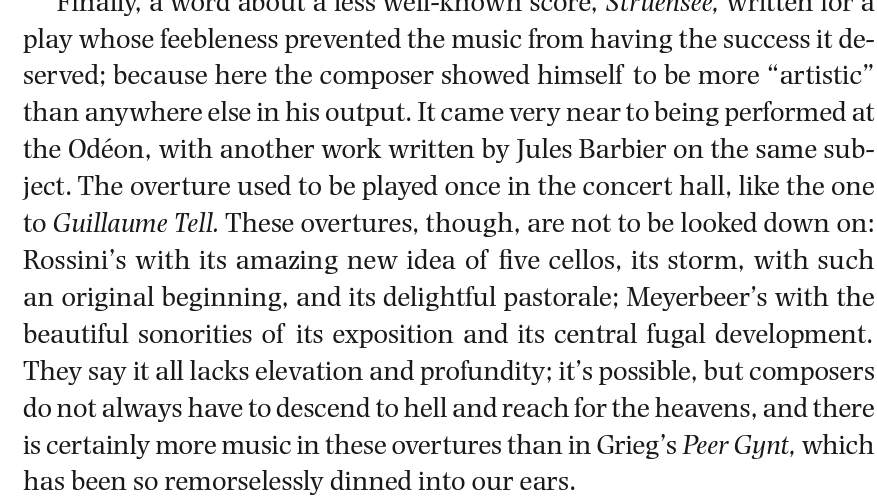 Finally, a word about a less well-known score, Struensee, written for a
play whose feebleness prevented the music from having the success it de-
served; because here the composer showed himself to be more “artistic”
than anywhere else in his output. It came very near to being performed at
the Odéon, with another work written by Jules Barbier on the same sub-
ject. The overture used to be played once in the concert hall, like the one
to Guillaume Tell. These overtures, though, are not to be looked down on:
Rossini’s with its amazing new idea of five cellos, its storm, with such
an original beginning, and its delightful pastorale; Meyerbeer’s with the
beautiful sonorities of its exposition and its central fugal development.
They say it all lacks elevation and profundity; it’s possible, but composers
do not always have to descend to hell and reach for the heavens, and there
is certainly more music in these overtures than in Grieg’s Peer Gynt, which
has been so remorselessly dinned into our ears.